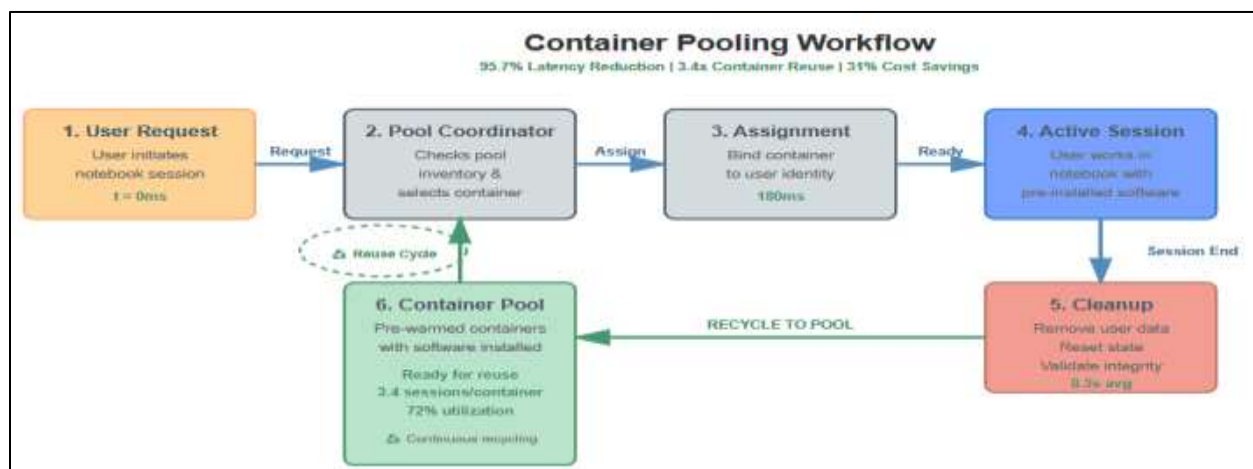 Container Pooling Workflow
95.7% Latency Reduction | 3.4x Container Reuse | 31% Cost Savings
1. User Request
User initiates
notebook session
t = 0ms
Request
2. Pool Coordinator
Checks pool
inventory &
selects container
Assign
3. Assignment
Bind container
to user identity
180ms
Ready
4. Active Session
User works in
notebook with
pre-installed software
Session End
5. Cleanup
Remove user data
Reset state
Validate integrity
avg
RECYCLE TO POOL
Reuse Cycle
6. Container Pool
Pre-warmed containers
with software installed
Ready for reuse
3.4 sessions/container
72% utilization
Continuous recycling